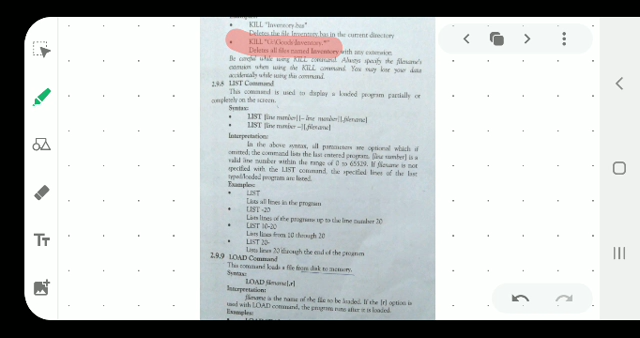 • KILL "Inventory.bas"
Deletes the file Inventory.bas in the current directory
• KILL "G:\Goods\Inventory.*"
Deletes all files named Inventory with any extension.
Be careful while using KILL command. Always specify the filename's
extension when using the KILL command. You may lose your data
accidentally while using this command.
2.9.8 LIST Command
This command is used to display a loaded program partially or
completely on the screen.
Syntax:
• LIST [line number][- line number][,filename]
• LIST [line number -][,filename]
Interpretation:
In the above syntax, all parameters are optional which if
omitted, the command lists the last entered program. [line number] is a
valid line number within the range of 0 to 65529. If filename is not
specified with the LIST command, the specified lines of the last
typed/loaded program are listed.
Examples:
• LIST
Lists all lines in the program
• LIST -20
Lists lines of the programs up to the line number 20
• LIST 10-20
Lists lines from 10 through 20
• LIST 20-
Lists lines 20 through the end of the program
2.9.9 LOAD Command
This command loads a file from disk to memory.
Syntax:
LOAD filename[,r]
Interpretation:
filename is the name of the file to be loaded. If the [r] option is
used with LOAD command, the program runs after it is loaded.
Examples:
Tт